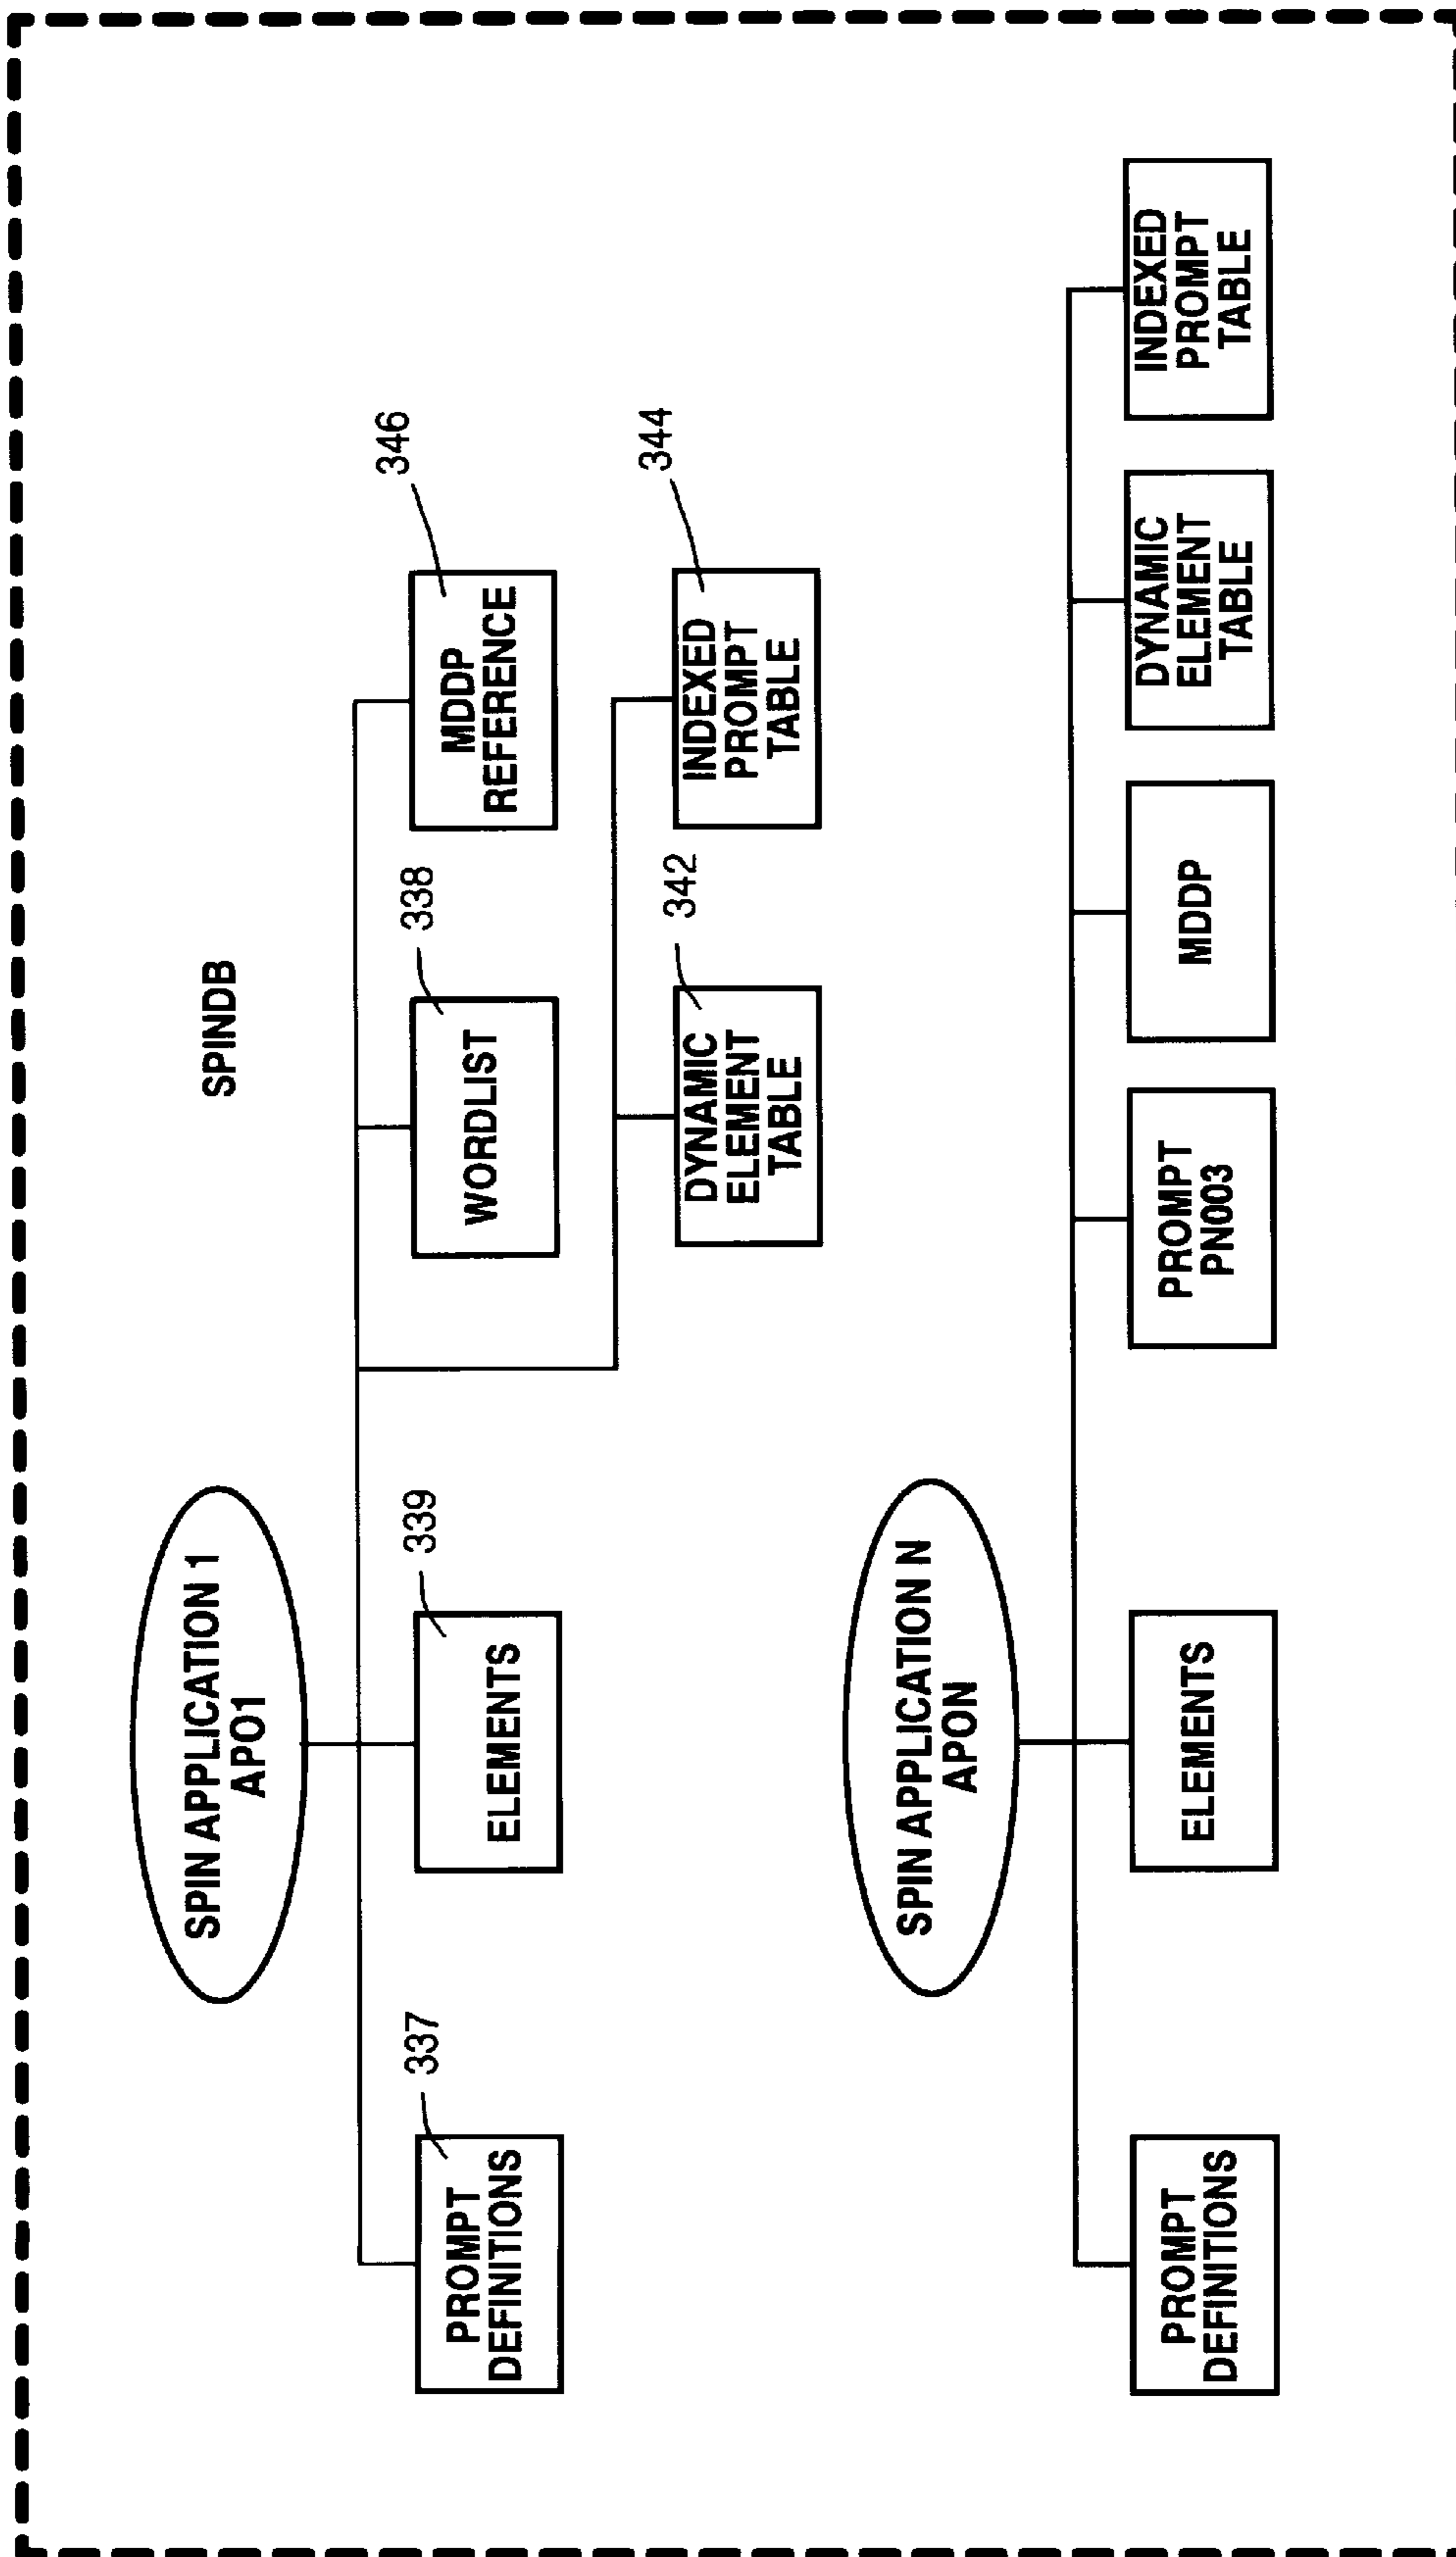 SPINDB
SPIN APPLICATION 1
APO1
337
PROMPT
DEFINITIONS
339
ELEMENTS
338
WORDLIST
346
MDDP
REFERENCE
342
DYNAMIC
ELEMENT
TABLE
344
INDEXED
PROMPT
TABLE
SPIN APPLICATION N
APON
PROMPT
DEFINITIONS
ELEMENTS
PROMPT
PN003
MDDP
DYNAMIC
ELEMENT
TABLE
INDEXED
PROMPT
TABLE